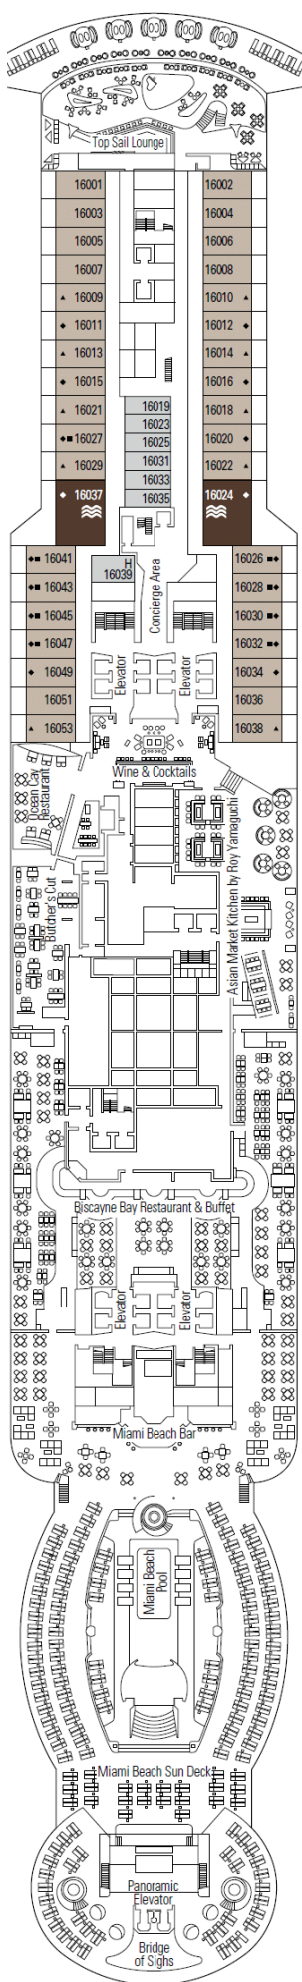 Top Sail Lounge
16001
16002
16003
16004
16005
16006
16007
16008
16009
16010
16011
16012
16013
16014
16015
16016
16019
16021
16018
16023
16027
16020
16025
16029
16022
16031
16033
16037
16024
16035
16041
16026
H
16039
16043
16028
16045
16030
16047
16032
16049
16034
16051
16036
16053
16038
Concierge Area
Elevator
Elevator
Wine & Cocktails
Ocean Cay
Restaurant
Butcher's Cut
Asian Market Kitchen by Roy Yamaguchi
Biscayne Bay Restaurant & Buffet
Elevator
Elevator
Miami Beach Bar
Miami Beach
Pool
Miami Beach Sun Deck
Panoramic
Elevator
Bridge
of Sighs